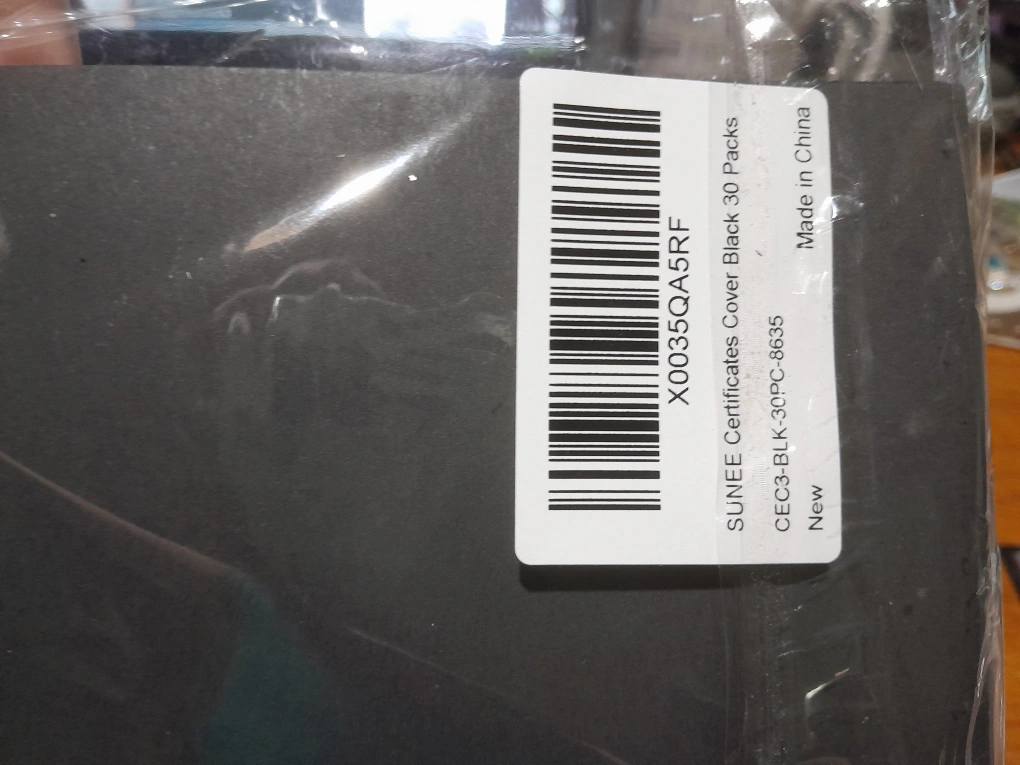 X0035QA5RF
SUNEE Certificates Cover Black 30 Packs
CEC3-BLK-30PC-8635
New Made in China